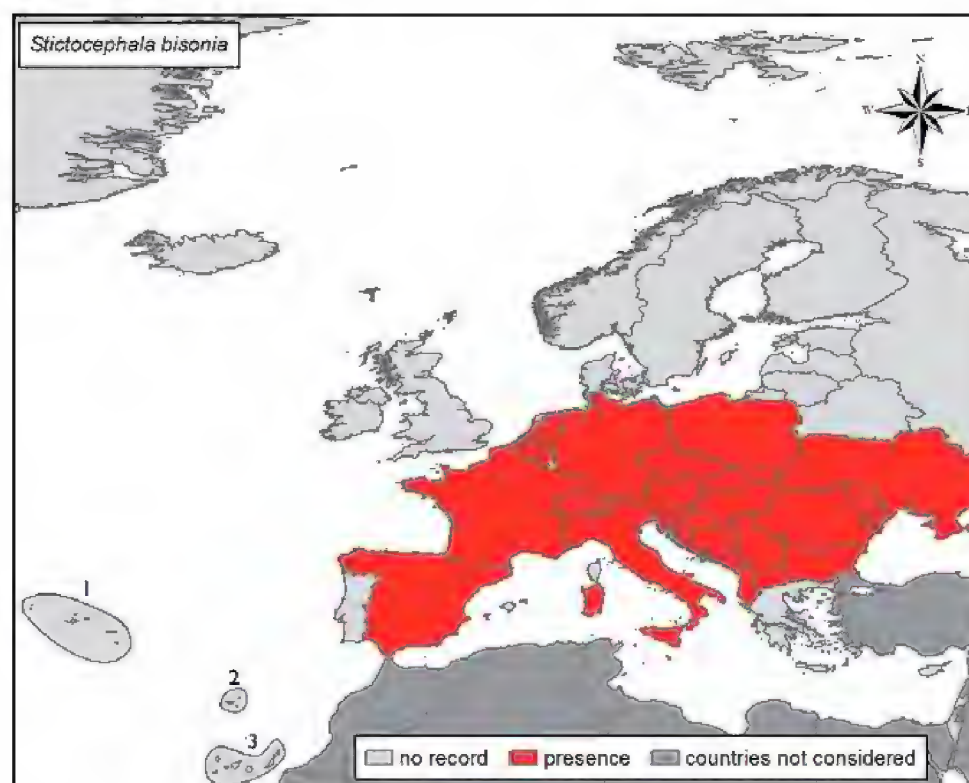 Stictocephala bisonia
N
W
E
S
1
2
3
no record presence countries not considered